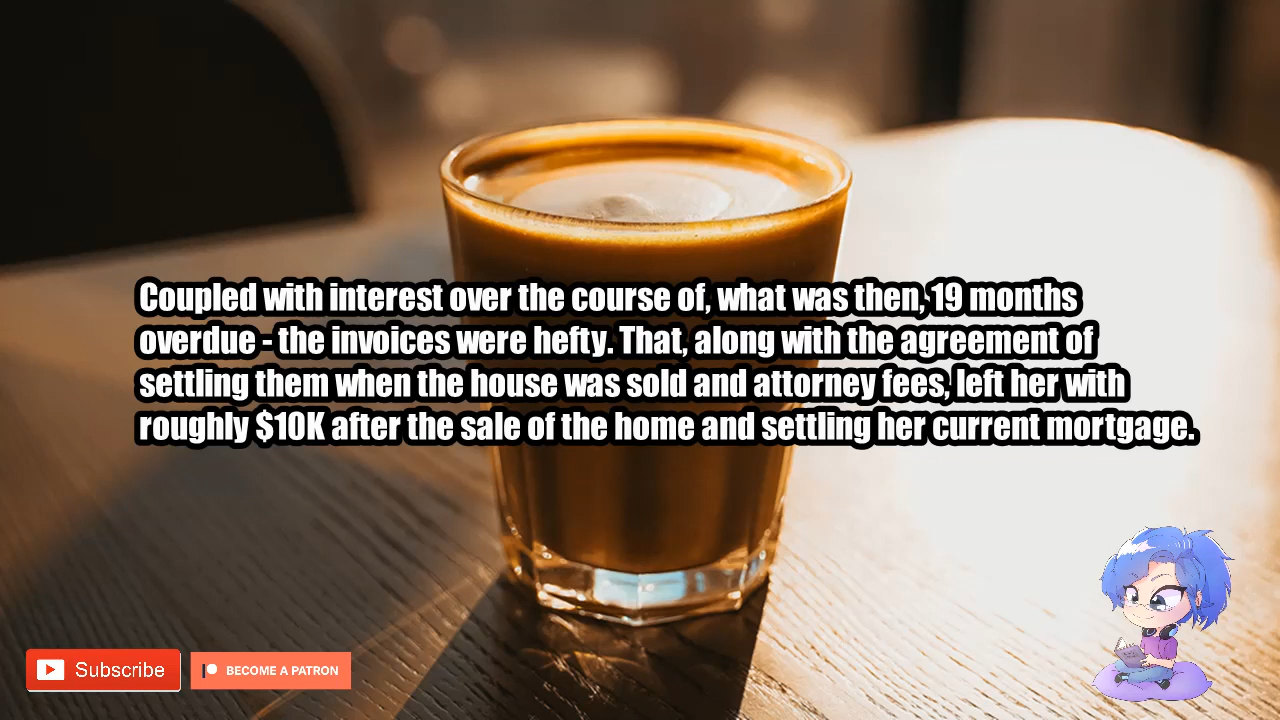 Coupled with interest over the course of, what was then, 19 months
overdue - the invoices were hefty. That, along with the agreement of
settling them when the house was sold and attorney fees, left her with
roughly $10K after the sale of the home and settling her current mortgage.
Subscribe
BECOME A PATRON